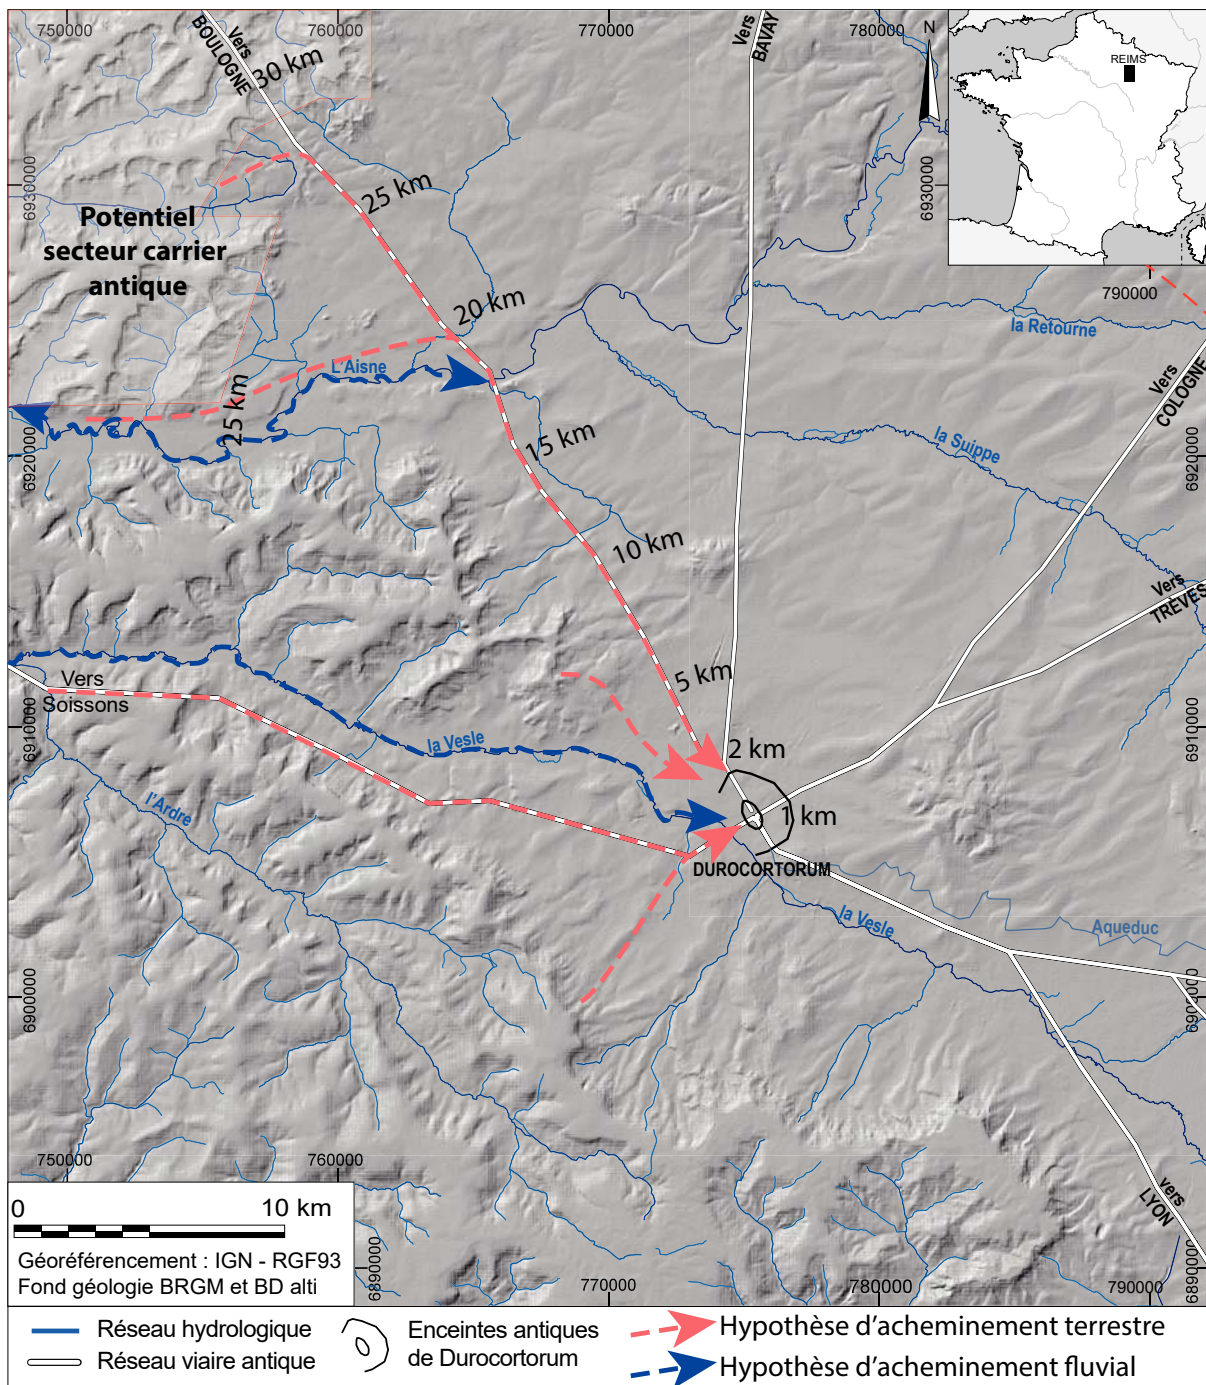 750000
760000
770000
780000
N
REIMS
Vers
BOULOGNE
Vers
BAVAY
30 km
25 km
6930000
6930000
Potentiel
secteur carrier
antique
20 km
790000
la Retourne
L'Aisne
Vers
COLOGNE
25 km
15 km
6920000
la Suippe
6920000
10 km
Vers
TRÈVES
5 km
Vers
Soissons
6910000
6910000
la Vesle
2 km
l'Ardre
1 km
DUROCORTORUM
la Vesle
Aqueduc
6900000
6900000
750000
760000
vers
LYON
0 10 km
Géoréférencement : IGN - RGF93
Fond géologie BRGM et BD alti
6890000
770000
780000
790000
6890000
Réseau hydrologique
Réseau viaire antique
Enceintes antiques
de Durocortorum
Hypothèse d'acheminement terrestre
Hypothèse d'acheminement fluvial